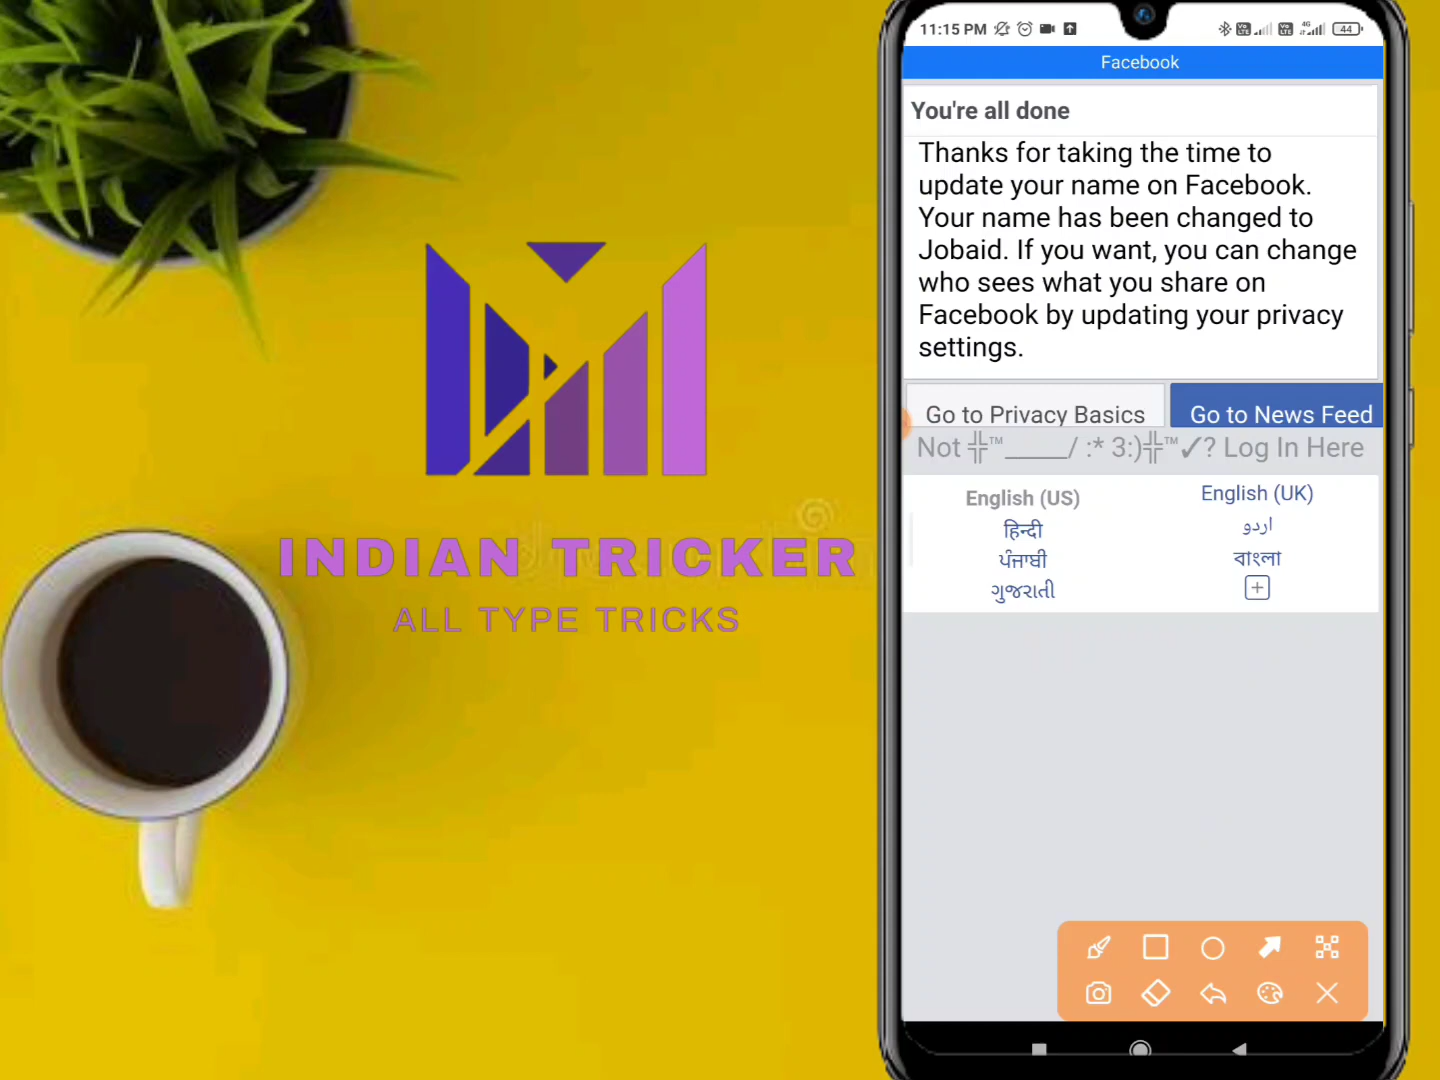 INDIAN TRICKER
ALL TYPE TRICKS
11:15 PM
44
Facebook
You're all done
Thanks for taking the time to
update your name on Facebook.
Your name has been changed to
Jobaid. If you want, you can change
who sees what you share on
Facebook by updating your privacy
settings.
Go to Privacy Basics
Go to News Feed
Not ╬™_____/ :* 3:)╬™✓? Log In Here
English (US)
English (UK)
हिन्दी
اردو
ਪੰਜਾਬੀ
বাংলা
ગુજરાતી